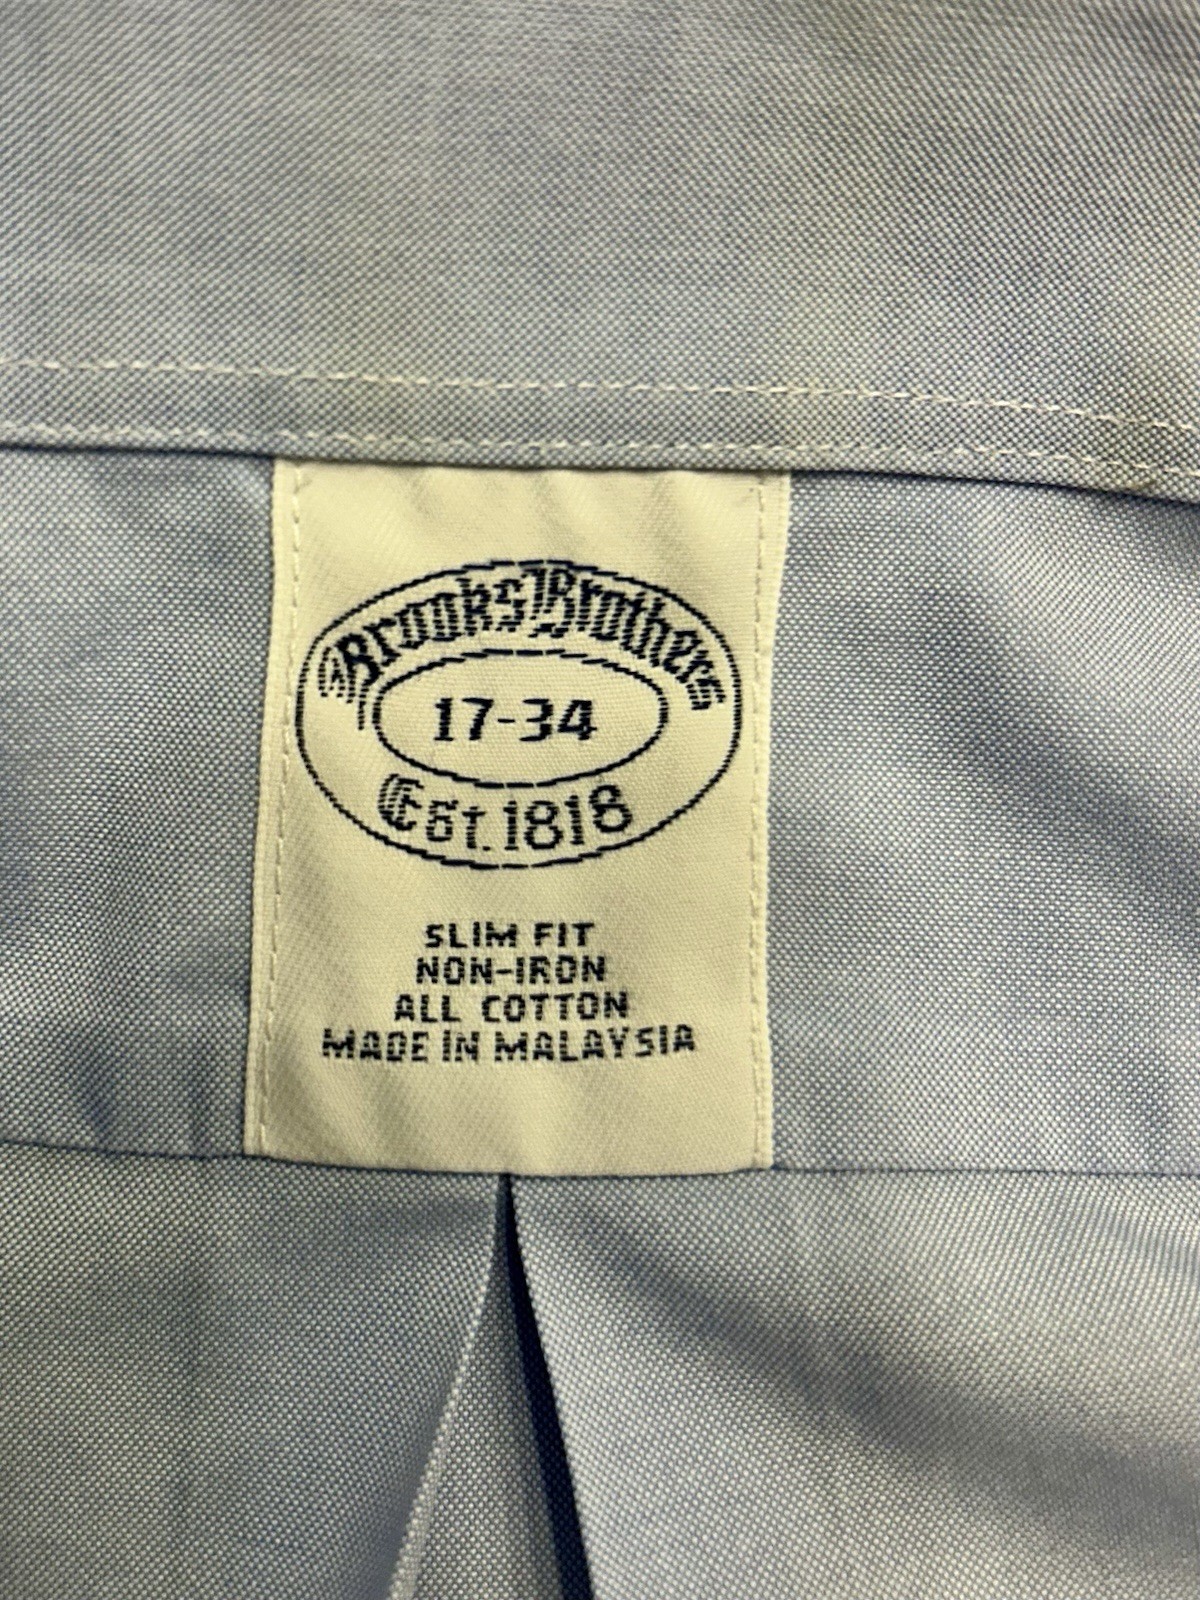 Brooks Brothers
17-34
Est. 1818
SLIM FIT
NON-IRON
ALL COTTON
MADE IN MALAYSIA